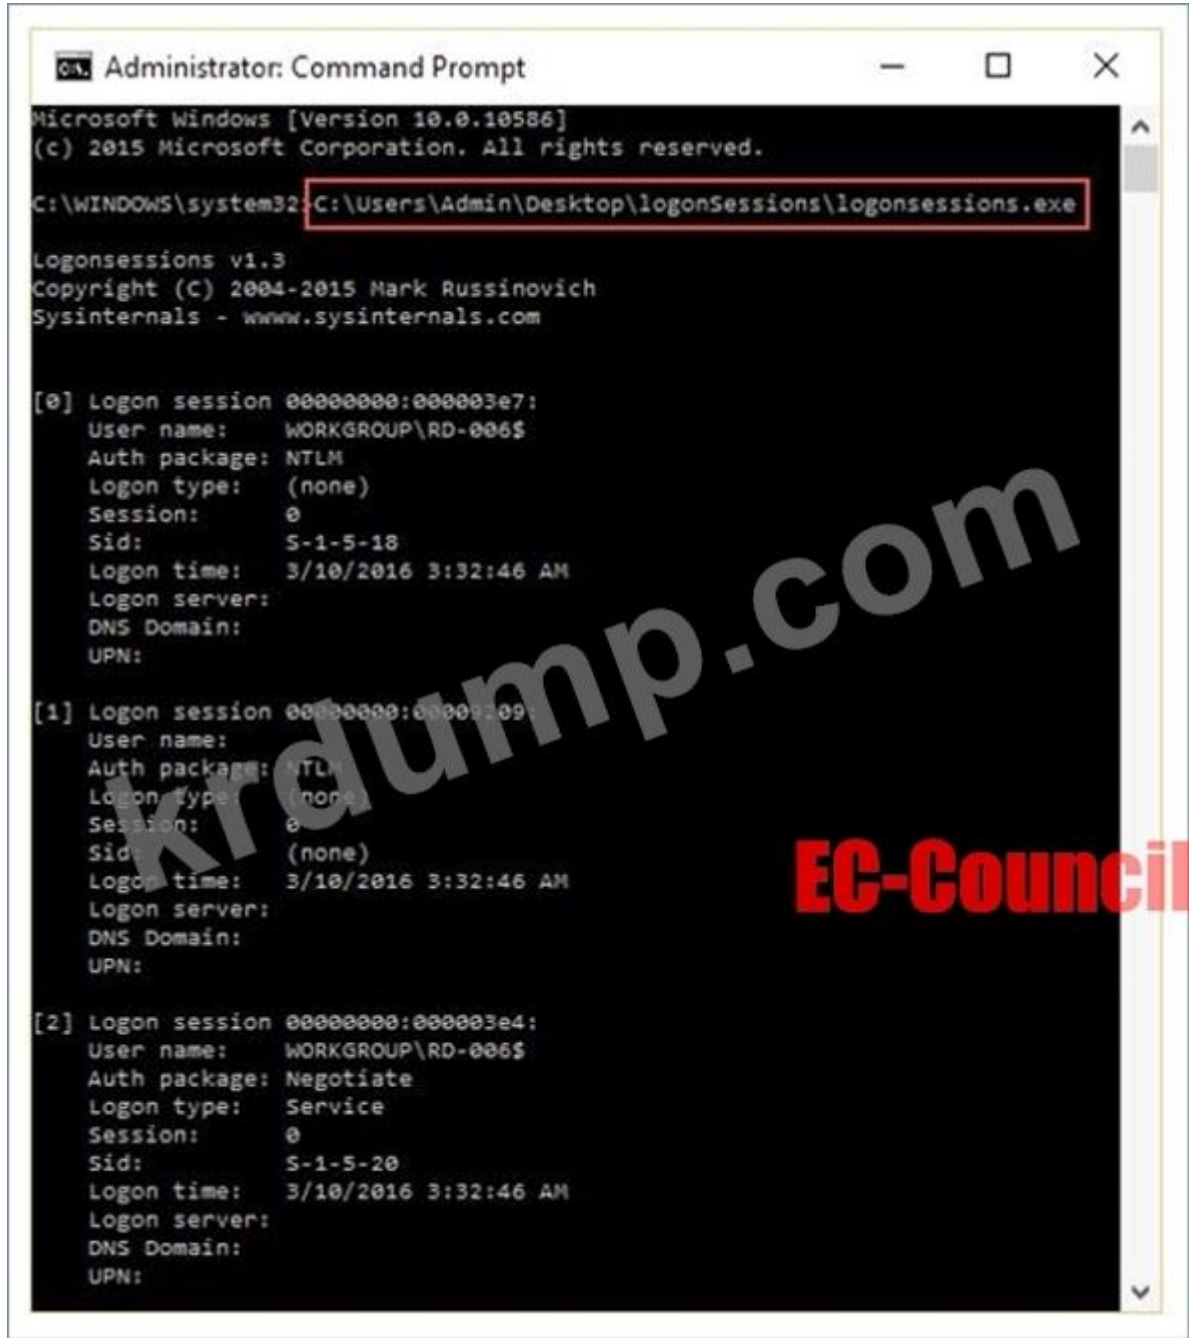 Administrator: Command Prompt
Microsoft Windows [Version 10.0.10586]
(c) 2015 Microsoft Corporation. All rights reserved.
C:\WINDOWS\system32>C:\Users\Admin\Desktop\logonSessions\logonsessions.exe
Logonsessions v1.3
Copyright (C) 2004-2015 Mark Russinovich
Sysinternals - wwww.sysinternals.com
[0] Logon session 00000000:000003e7:
User name: WORKGROUP\RD-006$
Auth package: NTLM
Logon type: (none)
Session: 0
Sid: S-1-5-18
Logon time: 3/10/2016 3:32:46 AM
Logon server:
DNS Domain:
UPN:
[1] Logon session 00000000:00009209:
User name:
Auth package: NTLM
Logon type: (none)
Session: 0
Sid: (none)
Logon time: 3/10/2016 3:32:46 AM
Logon server:
DNS Domain:
UPN:
[2] Logon session 00000000:000003e4:
User name: WORKGROUP\RD-006$
Auth package: Negotiate
Logon type: Service
Session: 0
Sid: S-1-5-20
Logon time: 3/10/2016 3:32:46 AM
Logon server:
DNS Domain:
UPN:
krdump.com
EC-Council